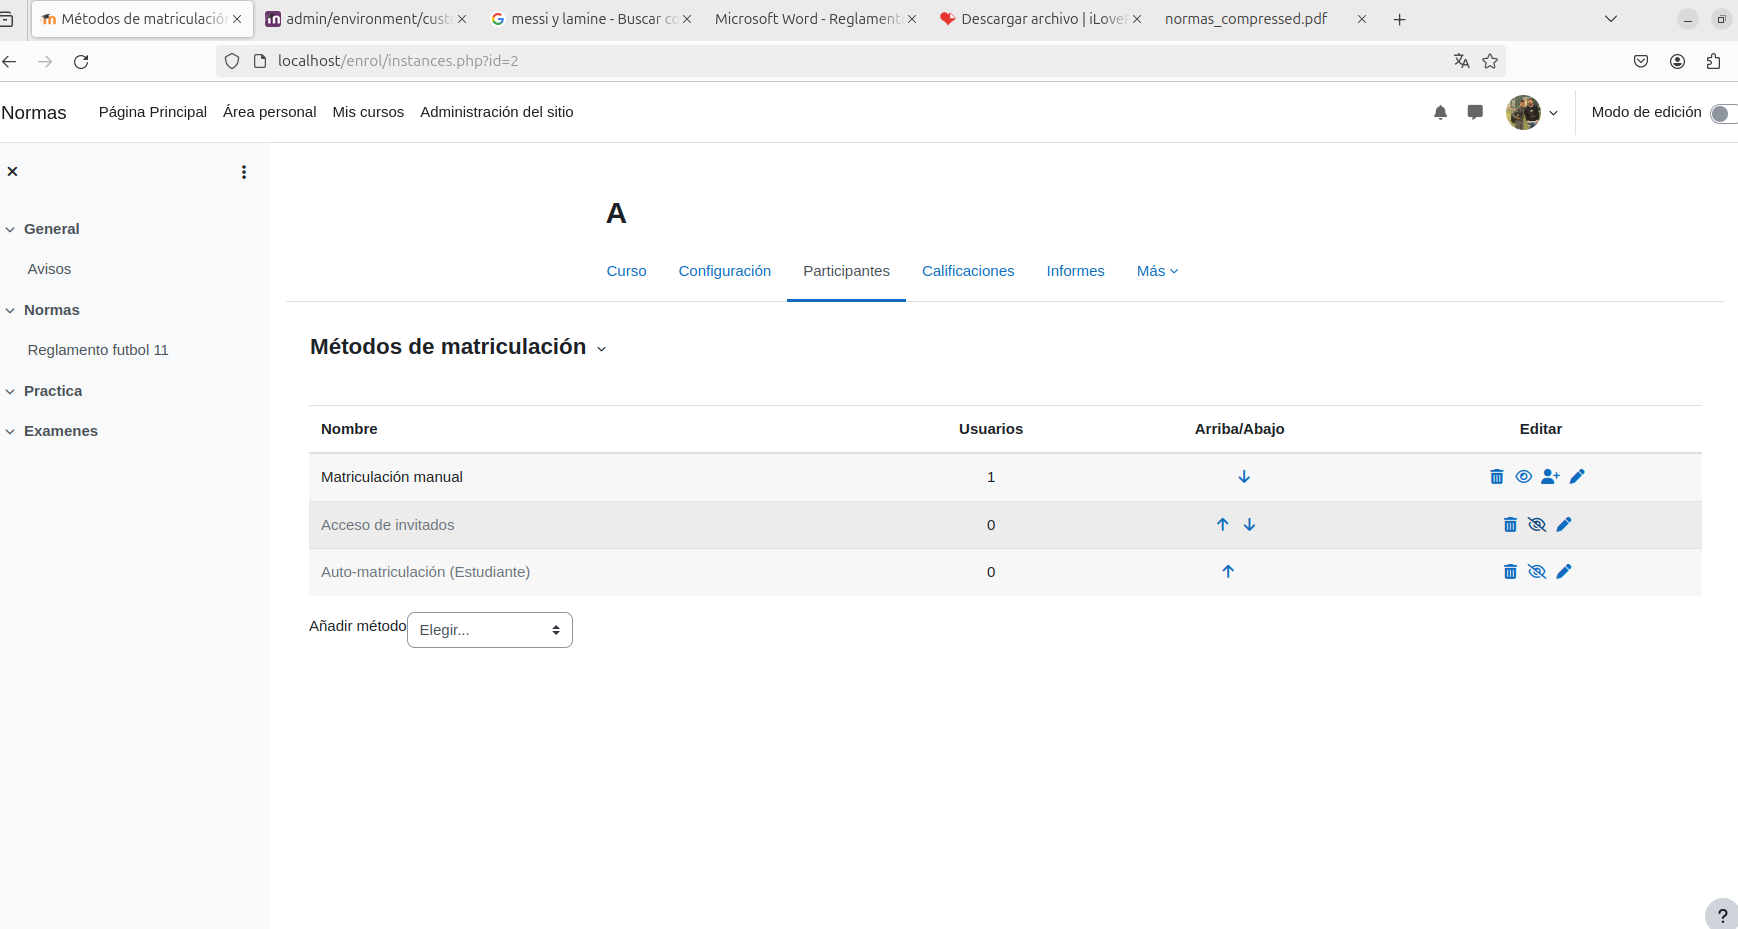 Métodos de matriculación
admin/environment/cust
messi y lamine - Buscar co
Microsoft Word - Reglament
Descargar archivo | iLove
normas_compressed.pdf
localhost/enrol/instances.php?id=2
Normas
Página Principal
Área personal
Mis cursos
Administración del sitio
Modo de edición
General
Avisos
Normas
Reglamento futbol 11
Practica
Examenes
A
Curso
Configuración
Participantes
Calificaciones
Informes
Más
Métodos de matriculación
Nombre Usuarios Arriba/Abajo Editar
Matriculación manual 1
Acceso de invitados 0
Auto-matriculación (Estudiante) 0
Añadir método Elegir...
?